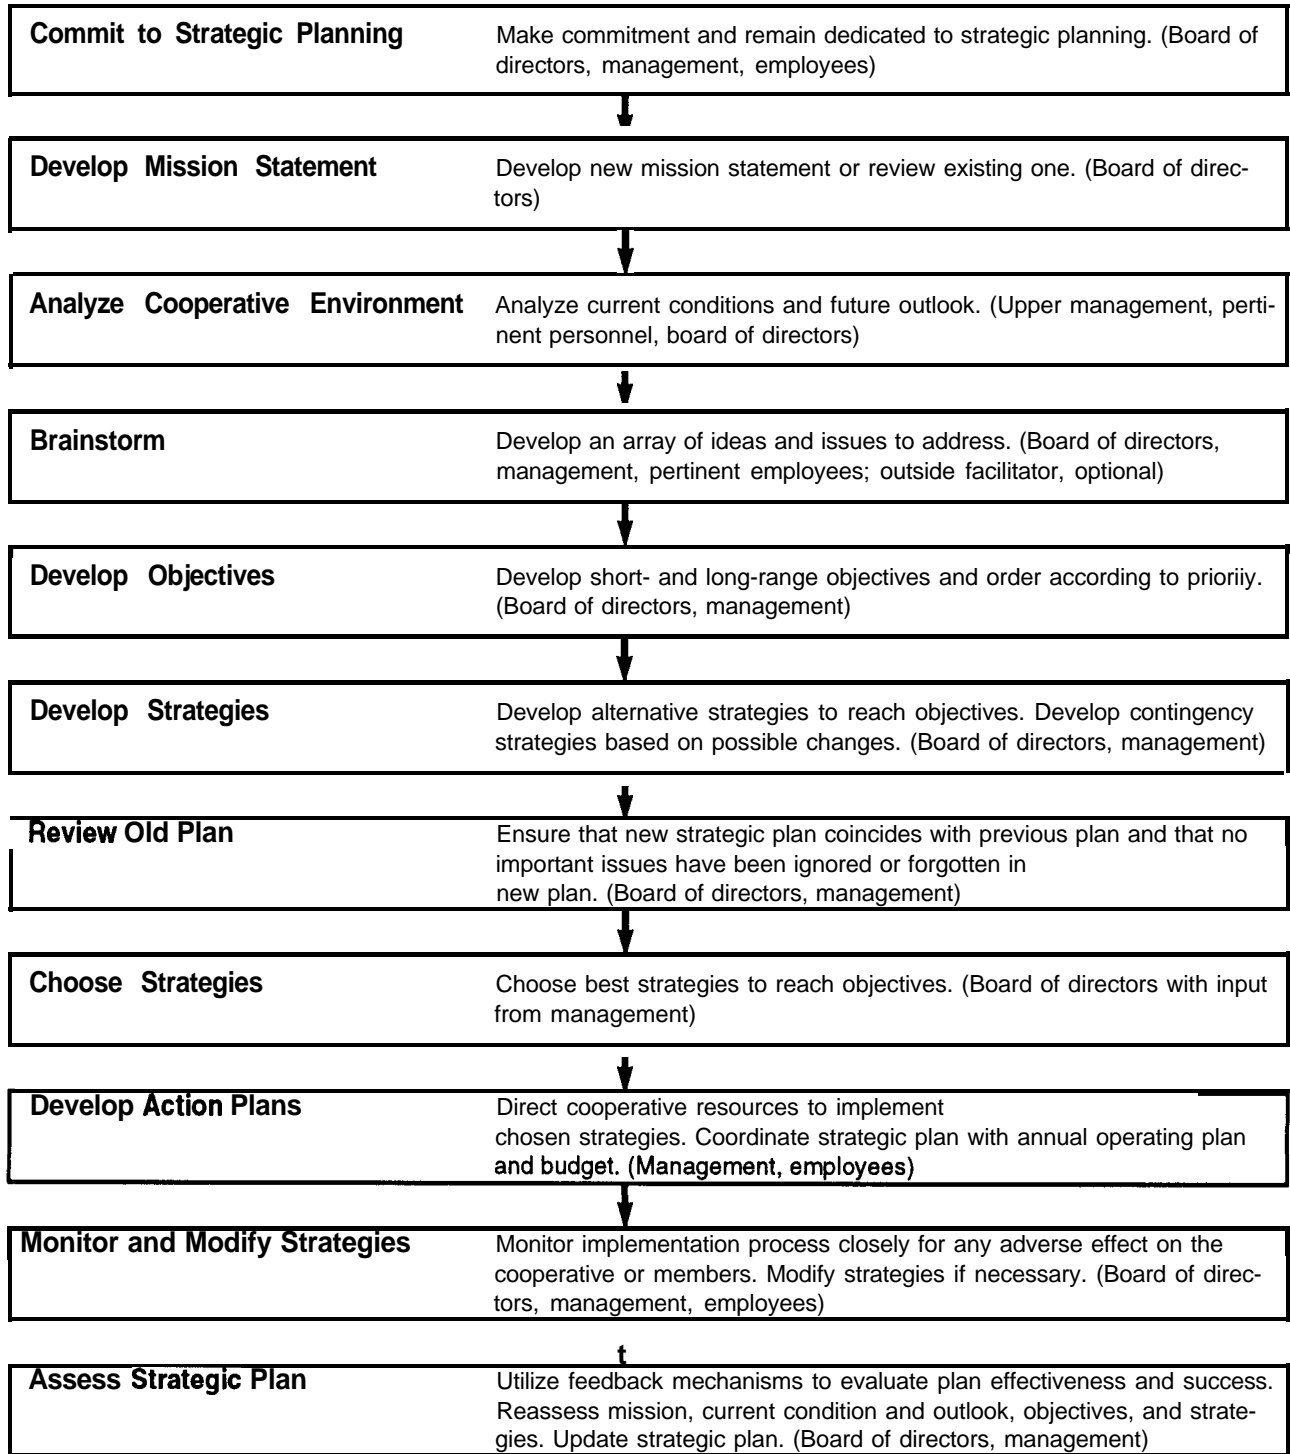 Commit to Strategic Planning
Make commitment and remain dedicated to strategic planning. (Board of
directors, management, employees)
Develop Mission Statement
Develop new mission statement or review existing one. (Board of direc-
tors)
Analyze Cooperative Environment
Analyze current conditions and future outlook. (Upper management, perti-
nent personnel, board of directors)
Brainstorm
Develop an array of ideas and issues to address. (Board of directors,
management, pertinent employees; outside facilitator, optional)
Develop Objectives
Develop short- and long-range objectives and order according to prioriiy.
(Board of directors, management)
Develop Strategies
Develop alternative strategies to reach objectives. Develop contingency
strategies based on possible changes. (Board of directors, management)
Review Old Plan
Ensure that new strategic plan coincides with previous plan and that no
important issues have been ignored or forgotten in
new plan. (Board of directors, management)
Choose Strategies
Choose best strategies to reach objectives. (Board of directors with input
from management)
Develop Action Plans
Direct cooperative resources to implement
chosen strategies. Coordinate strategic plan with annual operating plan
and budget. (Management, employees)
Monitor and Modify Strategies
Monitor implementation process closely for any adverse effect on the
cooperative or members. Modify strategies if necessary. (Board of direc-
tors, management, employees)
t
Assess Strategic Plan
Utilize feedback mechanisms to evaluate plan effectiveness and success.
Reassess mission, current condition and outlook, objectives, and strate-
gies. Update strategic plan. (Board of directors, management)